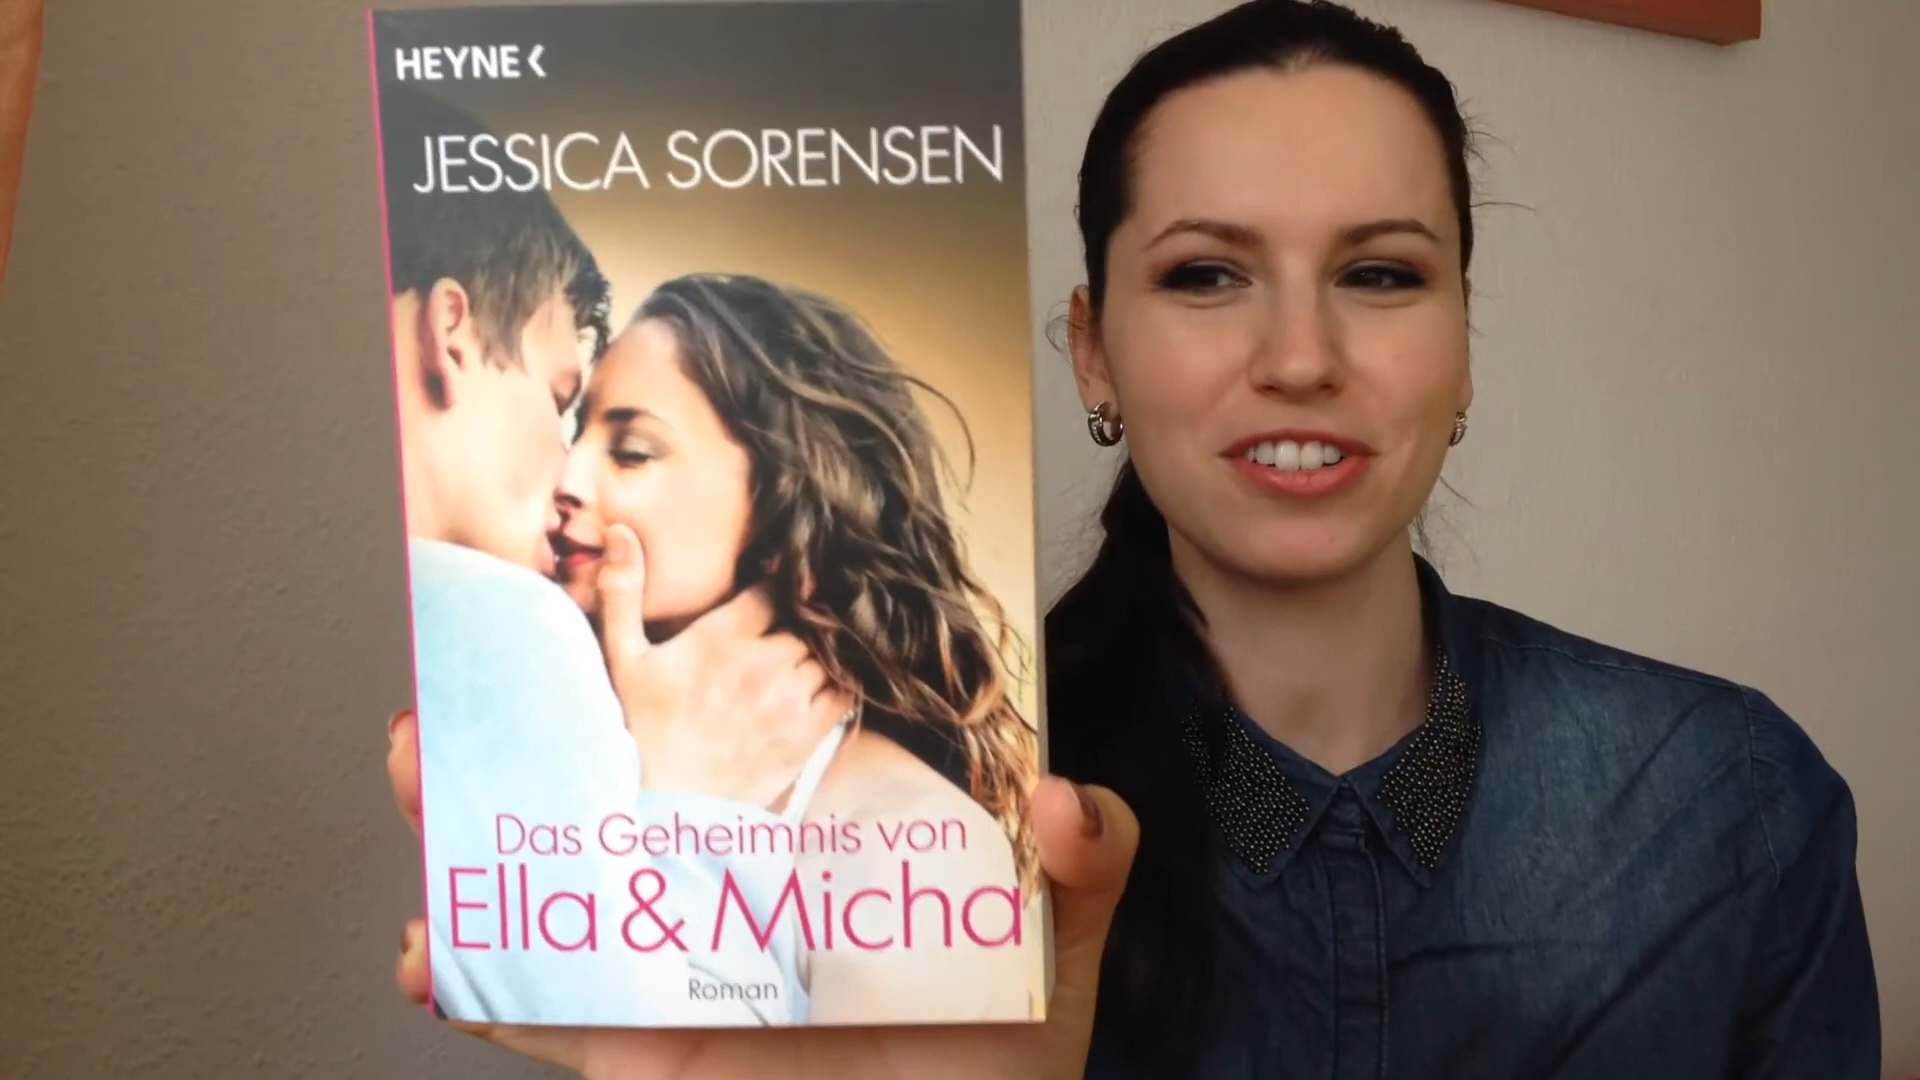 HEYNE
JESSICA SORENSEN
Das Geheimnis von
Ella & Micha
Roman